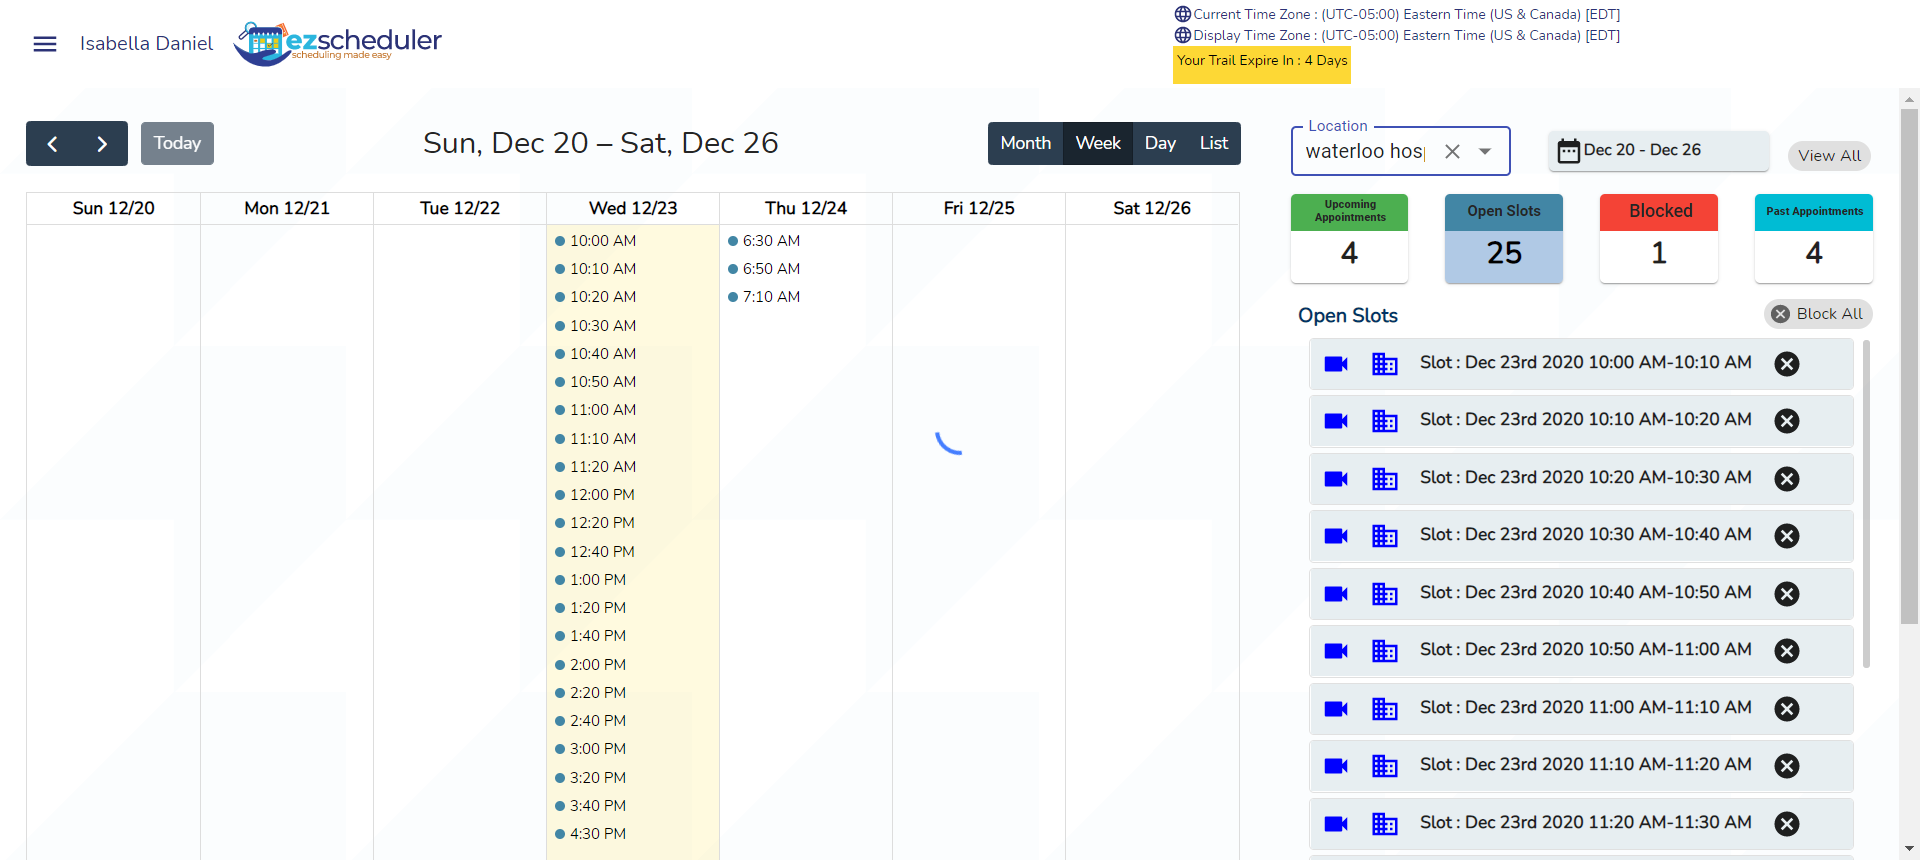 Isabella Daniel
ezscheduler
scheduling made easy
Current Time Zone : (UTC-05:00) Eastern Time (US & Canada) [EDT]
Display Time Zone : (UTC-05:00) Eastern Time (US & Canada) [EDT]
Your Trail Expire In : 4 Days
Today
Sun, Dec 20 – Sat, Dec 26
Month Week Day List
Sun 12/20 Mon 12/21 Tue 12/22 Wed 12/23 Thu 12/24 Fri 12/25 Sat 12/26
10:00 AM
10:10 AM
10:20 AM
10:30 AM
10:40 AM
10:50 AM
11:00 AM
11:10 AM
11:20 AM
12:00 PM
12:20 PM
12:40 PM
1:00 PM
1:20 PM
1:40 PM
2:00 PM
2:20 PM
2:40 PM
3:00 PM
3:20 PM
3:40 PM
4:30 PM
6:30 AM
6:50 AM
7:10 AM
Location
waterloo hosp
Dec 20 - Dec 26
View All
Upcoming
Appointments
4
Open Slots
25
Blocked
1
Past Appointments
4
Open Slots
Block All
Slot : Dec 23rd 2020 10:00 AM-10:10 AM
Slot : Dec 23rd 2020 10:10 AM-10:20 AM
Slot : Dec 23rd 2020 10:20 AM-10:30 AM
Slot : Dec 23rd 2020 10:30 AM-10:40 AM
Slot : Dec 23rd 2020 10:40 AM-10:50 AM
Slot : Dec 23rd 2020 10:50 AM-11:00 AM
Slot : Dec 23rd 2020 11:00 AM-11:10 AM
Slot : Dec 23rd 2020 11:10 AM-11:20 AM
Slot : Dec 23rd 2020 11:20 AM-11:30 AM